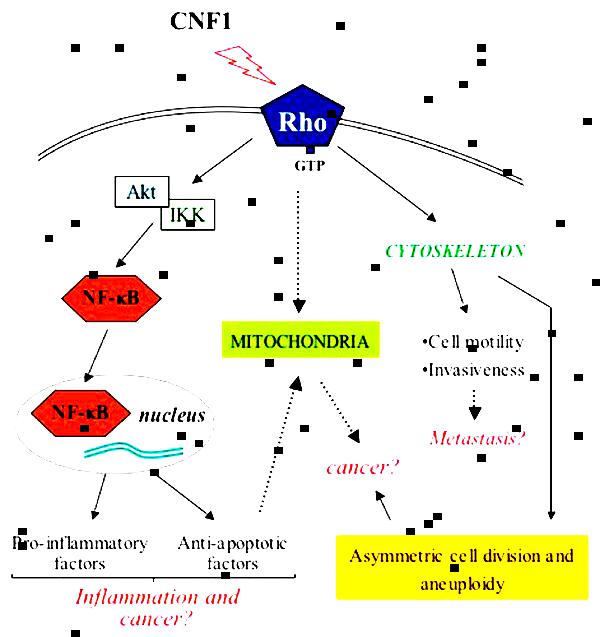 CNF1
Rho
GTP
Akt
IKK
CYTOSKELETON
NF-κB
MITOCHONDRIA
•Cell motility
•Invasiveness
NF-κB
nucleus
Metastasis?
cancer?
Pro-inflammatory
factors
Anti-apoptotic
factors
Asymmetric cell division and
aneuploidy
Inflammation and
cancer?